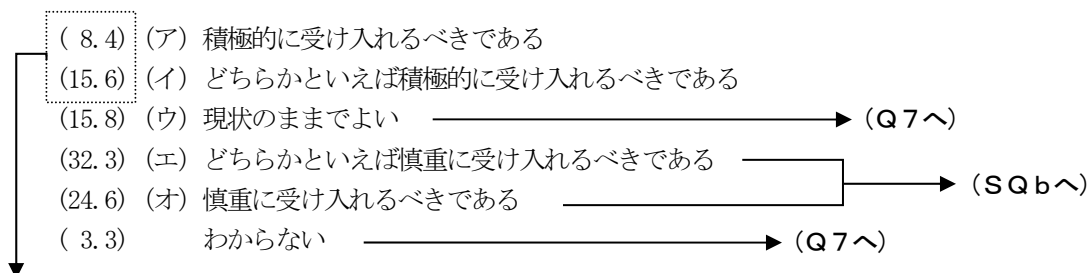 ( 8.4) (ア) 積極的に受け入れるべきである
(15.6) (イ) どちらかといえば積極的に受け入れるべきである
(15.8) (ウ) 現状のままでよい (Q7へ)
(32.3) (エ) どちらかといえば慎重に受け入れるべきである
(SQbへ)
(24.6) (オ) 慎重に受け入れるべきである
( 3.3) わからない (Q7へ)